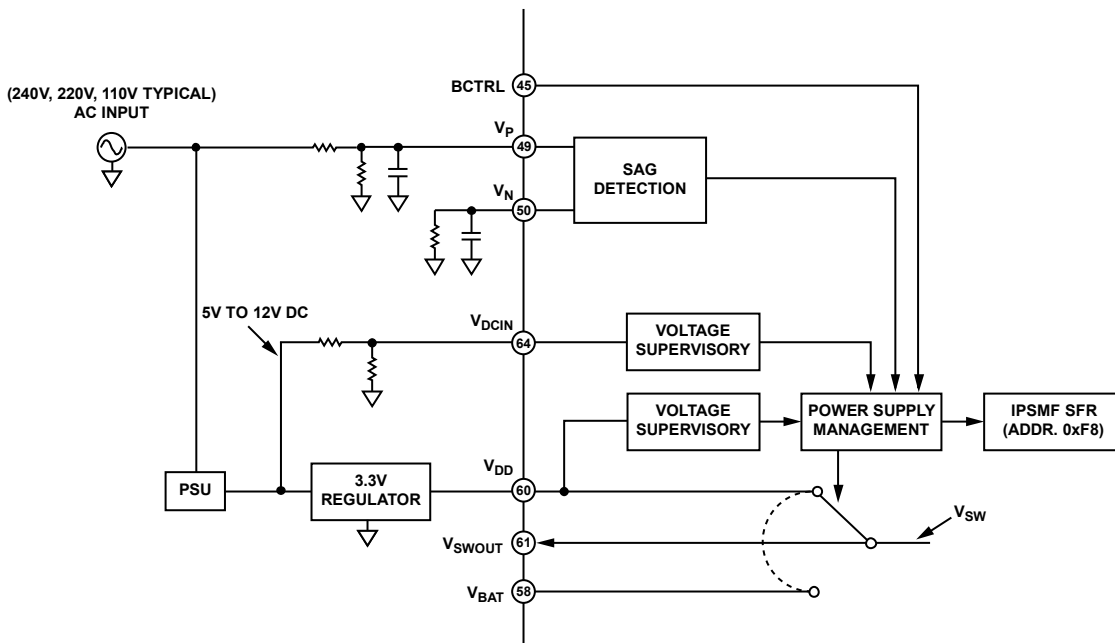 (240V, 220V, 110V TYPICAL)
AC INPUT
BCTRL
45
VP
49
SAG
DETECTION
VN
50
5V TO 12V DC
VDCIN
64
VOLTAGE
SUPERVISORY
VOLTAGE
SUPERVISORY
POWER SUPPLY
MANAGEMENT
IPSMF SFR
(ADDR. 0xF8)
PSU
3.3V
REGULATOR
VDD
60
VSW
VSWOUT
61
VBAT
58